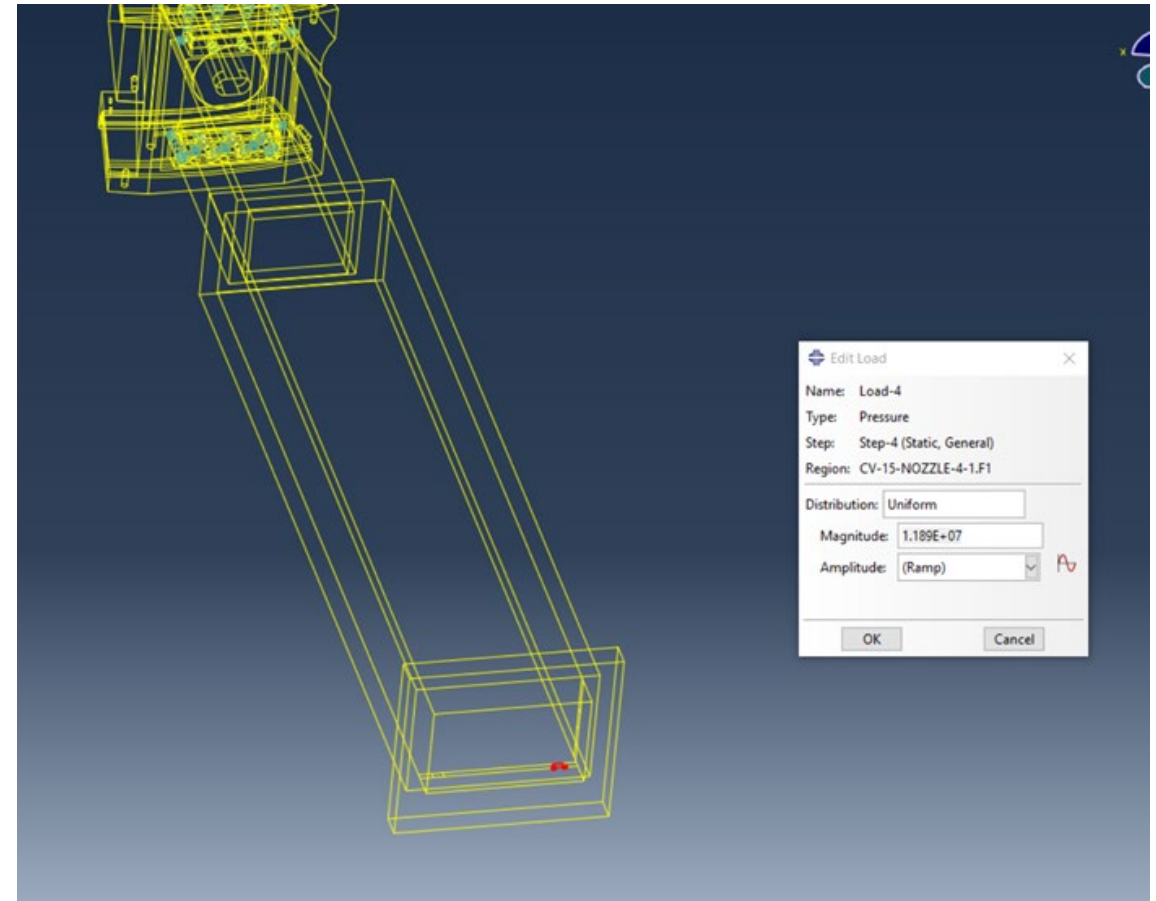 x
Edit Load
Name: Load-4
Type: Pressure
Step: Step-4 (Static, General)
Region: CV-15-NOZZLE-4-1.F1
Distribution: Uniform
Magnitude: 1.189E+07
Amplitude: (Ramp)
OK Cancel